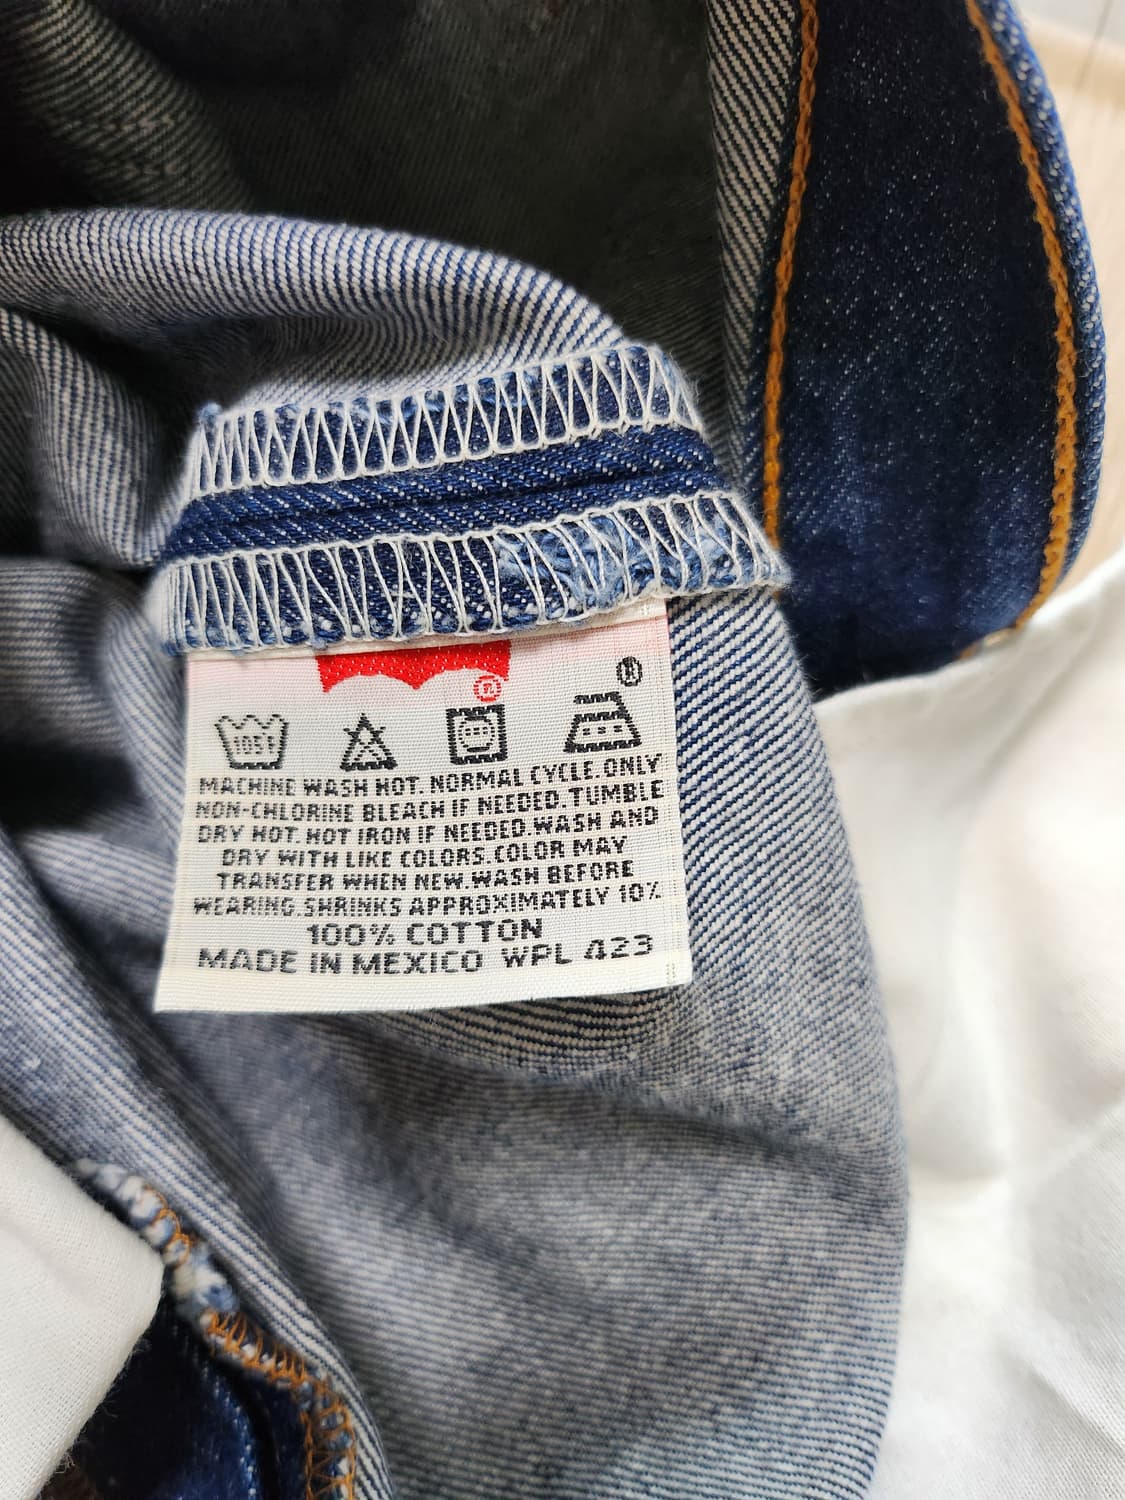 105F
MACHINE WASH HOT. NORMAL CYCLE. ONLY
NON-CHLORINE BLEACH IF NEEDED. TUMBLE
DRY HOT. HOT IRON IF NEEDED. WASH AND
DRY WITH LIKE COLORS. COLOR MAY
TRANSFER WHEN NEW. WASH BEFORE
WEARING. SHRINKS APPROXIMATELY 10%
100% COTTON
MADE IN MEXICO WPL 423